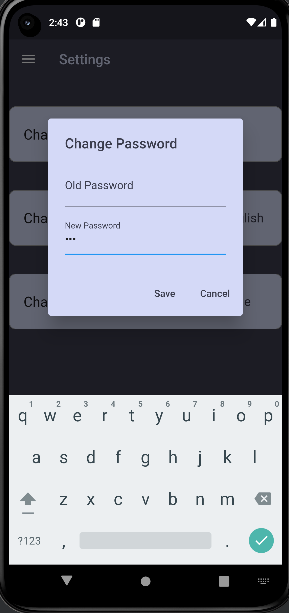 2:43
Settings
Cha
Change Password
Old Password
New Password
•••
Cha
lish
Cha
e
Save
Cancel
1 2 3 4 5 6 7 8 9 0
q w e r t y u i o p
a s d f g h j k l
z x c v b n m
?123 , .